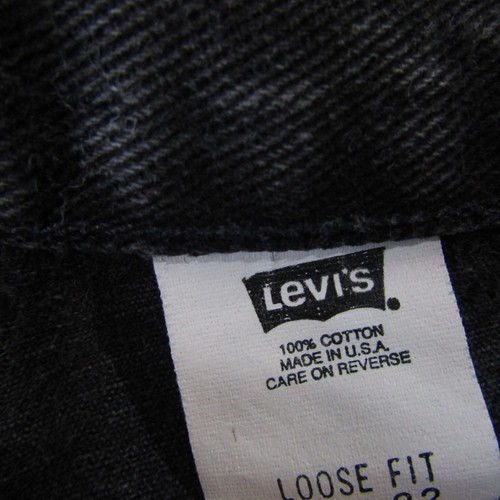 Levi's
100% COTTON
MADE IN U.S.A.
CARE ON REVERSE
LOOSE FIT